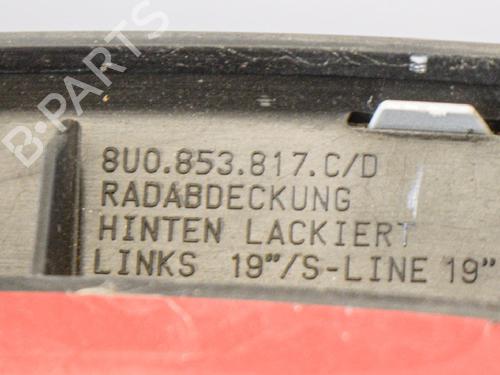 B-PARTS
8U0.853.817.C/D
RADABDECKUNG
HINTEN LACKIERT
LINKS 19"/S-LINE 19"